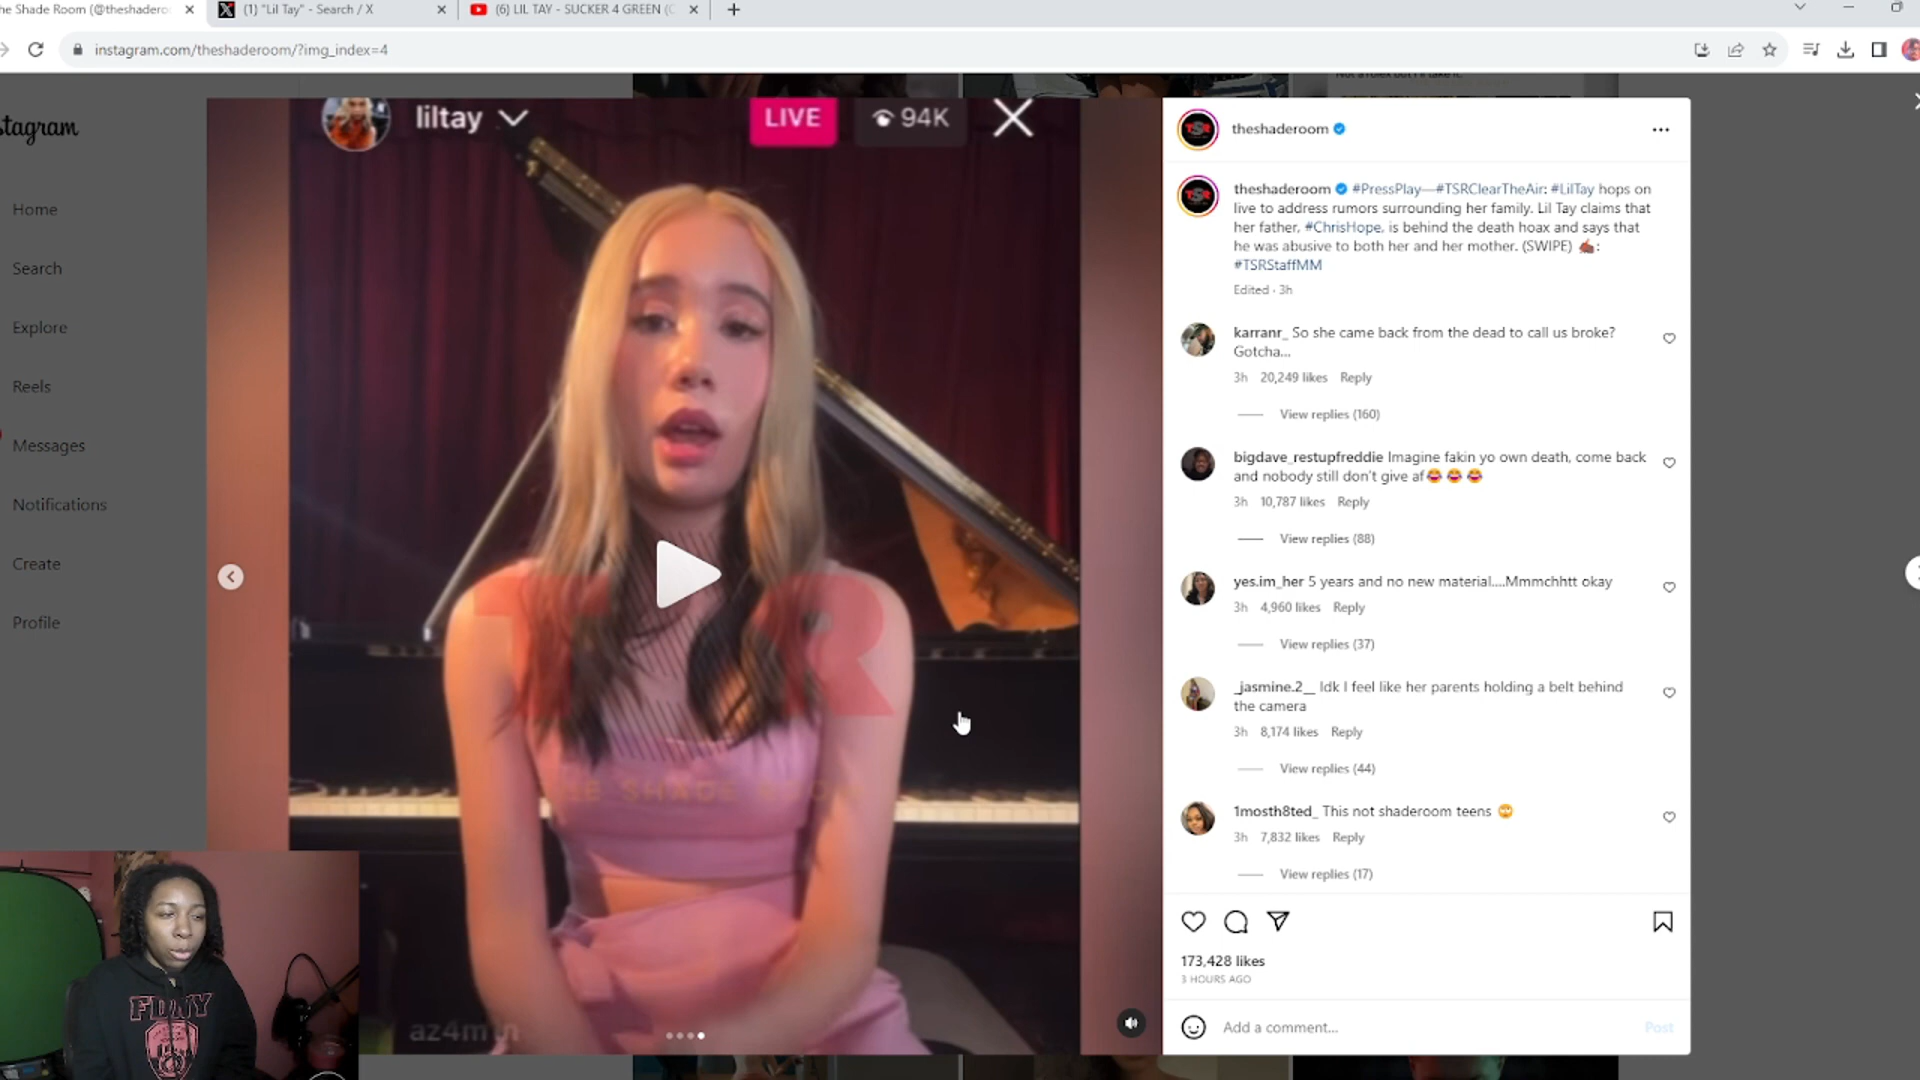 he Shade Room (@theshadero
(1) "Lil Tay" - Search / X
(6) LIL TAY - SUCKER 4 GREEN (
instagram.com/theshaderoom/?img_index=4
stagram
Home
Search
Explore
Reels
Messages
Notifications
Create
Profile
liltay
LIVE
94K
TSR
THE SHADE ROOM
FDNY
theshaderoom
theshaderoom #PressPlay—#TSRClearTheAir: #LilTay hops on
live to address rumors surrounding her family. Lil Tay claims that
her father, #ChrisHope, is behind the death hoax and says that
he was abusive to both her and her mother. (SWIPE) ✍🏾:
#TSRStaffMM
Edited · 3h
karranr_ So she came back from the dead to call us broke?
Gotcha...
3h 20,249 likes Reply
View replies (160)
bigdave_restupfreddie Imagine fakin yo own death, come back
and nobody still don't give af😂 😂 😂
3h 10,787 likes Reply
View replies (88)
yes.im_her 5 years and no new material....Mmmchhtt okay
3h 4,960 likes Reply
View replies (37)
_jasmine.2__ Idk I feel like her parents holding a belt behind
the camera
3h 8,174 likes Reply
View replies (44)
1mosth8ted_ This not shaderoom teens 🙄
3h 7,832 likes Reply
View replies (17)
173,428 likes
3 HOURS AGO
Add a comment...
Post